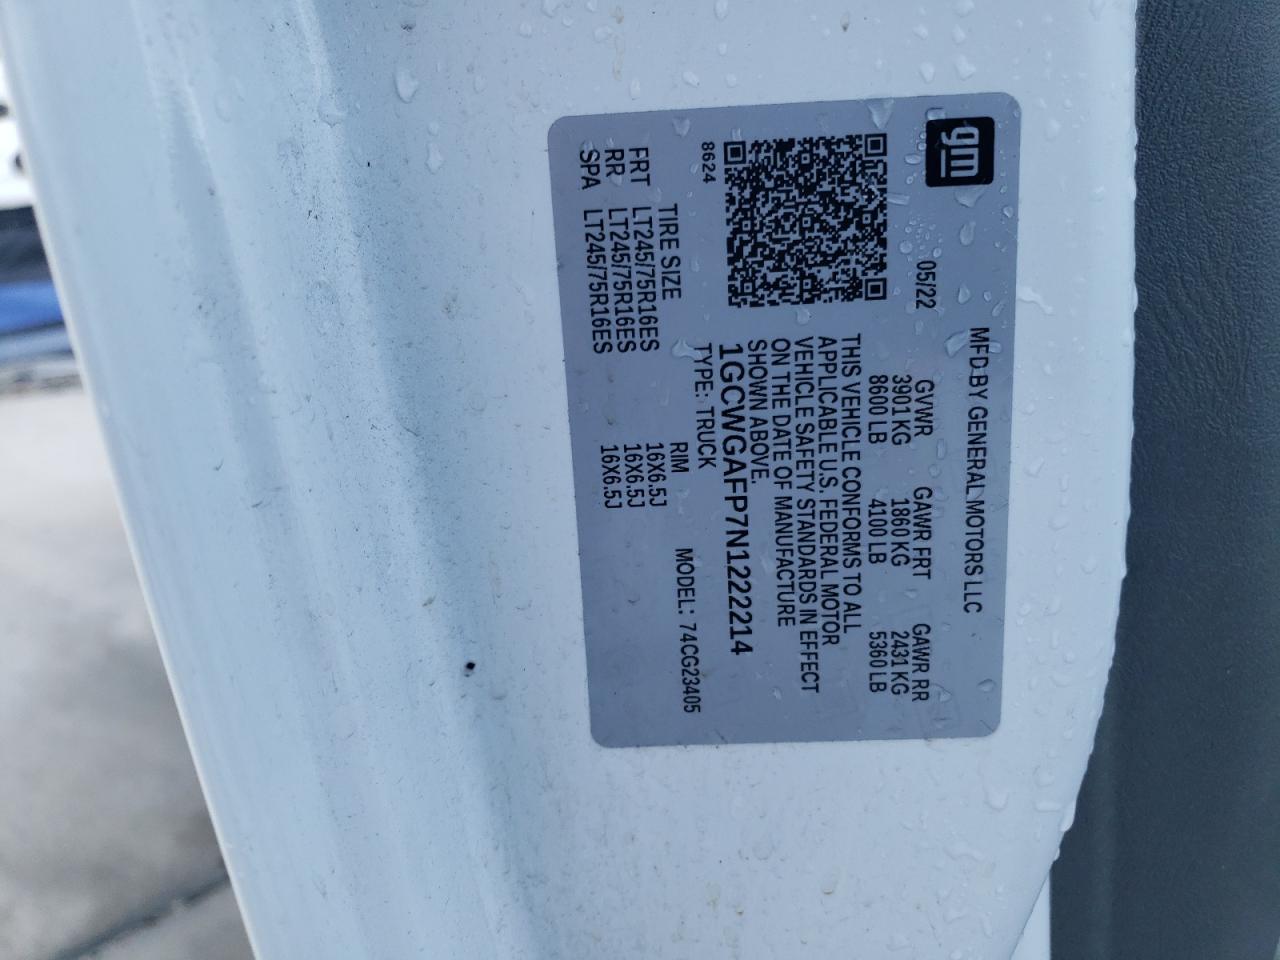 gm
MFD BY GENERAL MOTORS LLC
05/22
GVWR GAWR FRT GAWR RR
3901 KG 1860 KG 2431 KG
8600 LB 4100 LB 5360 LB
THIS VEHICLE CONFORMS TO ALL
APPLICABLE U.S. FEDERAL MOTOR
VEHICLE SAFETY STANDARDS IN EFFECT
ON THE DATE OF MANUFACTURE
SHOWN ABOVE.
1GCWGAFP7N1222214
8624
TYPE: TRUCK MODEL: 74CG23405
TIRE SIZE RIM
FRT LT245/75R16ES 16X6.5J
RR LT245/75R16ES 16X6.5J
SPA LT245/75R16ES 16X6.5J